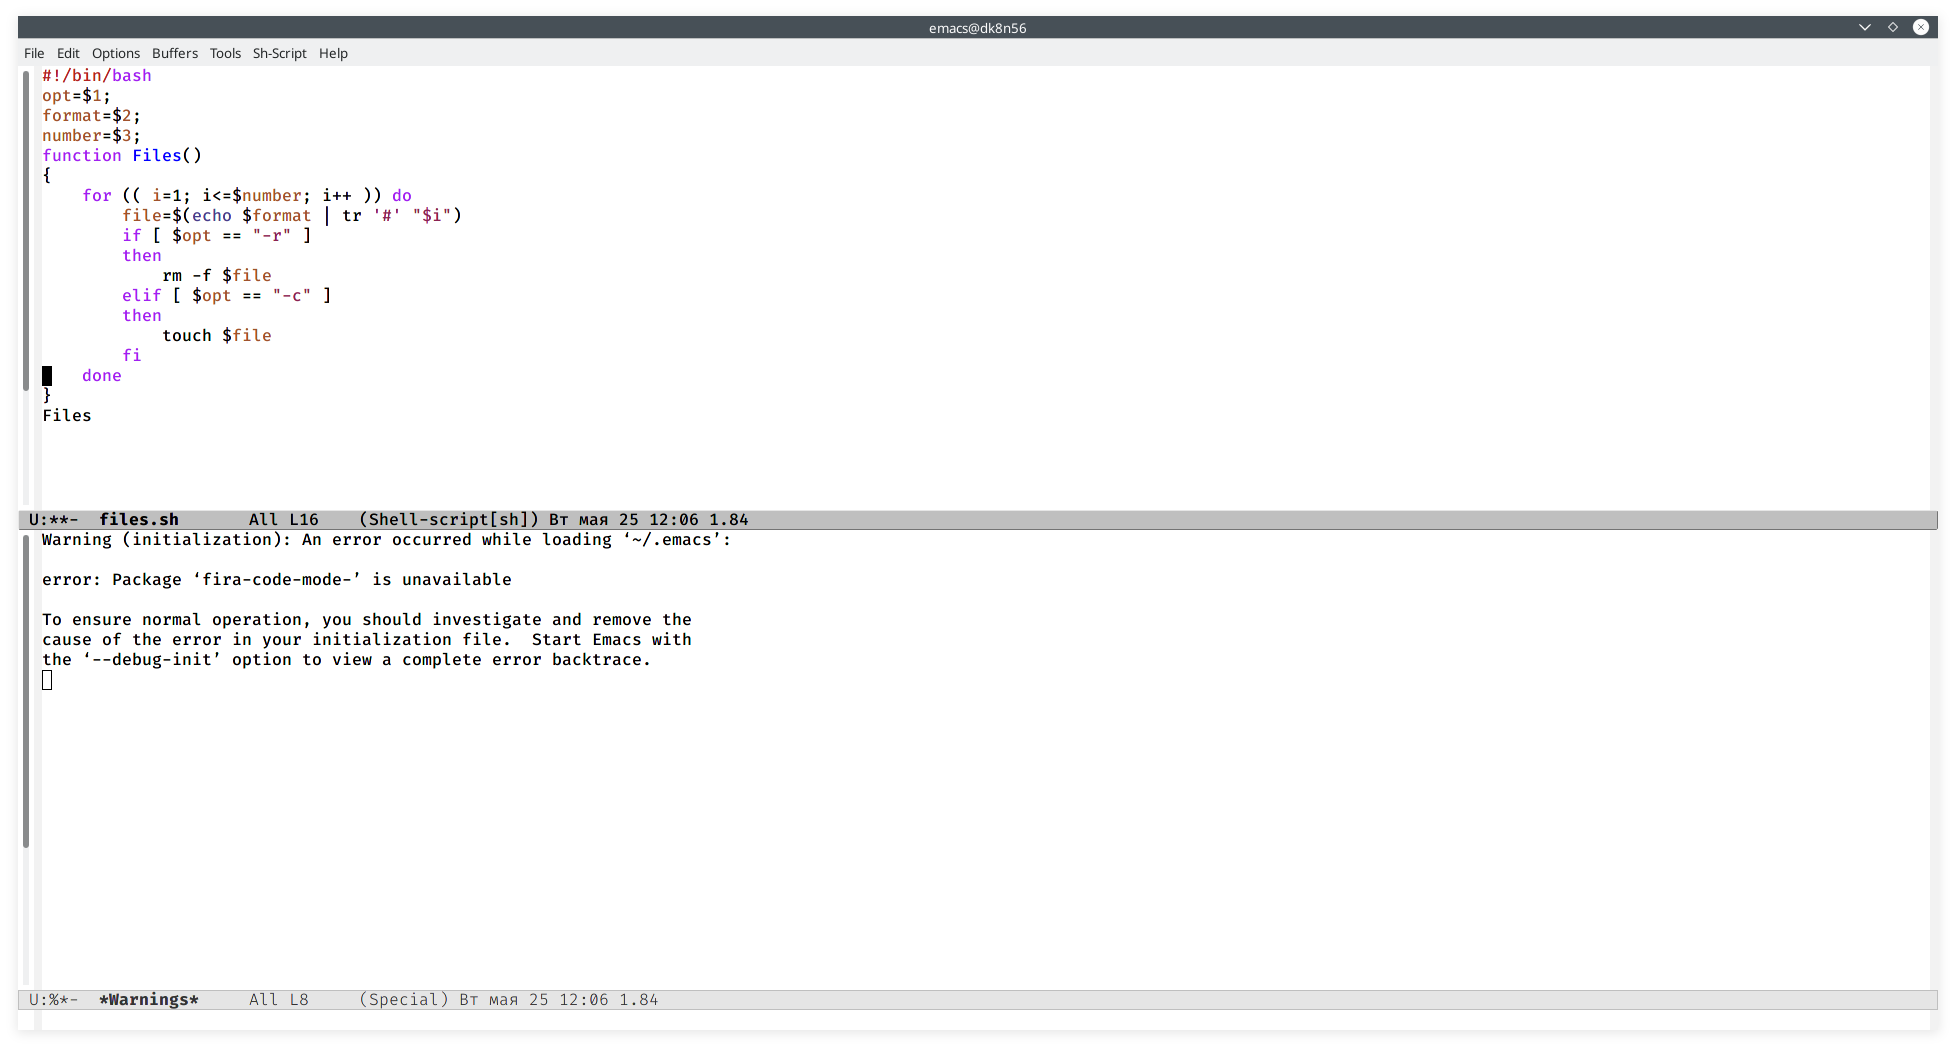 emacs@dk8n56
File Edit Options Buffers Tools Sh-Script Help
#!/bin/bash
opt=$1;
format=$2;
number=$3;
function Files()
{
    for (( i=1; i<=$number; i++ )) do
        file=$(echo $format | tr '#' "$i")
        if [ $opt == "-r" ]
        then
            rm -f $file
        elif [ $opt == "-c" ]
        then
            touch $file
        fi
    done
}
Files
U:**-  files.sh       All L16    (Shell-script[sh]) Вт мая 25 12:06 1.84
Warning (initialization): An error occurred while loading ‘~/.emacs’:
error: Package ‘fira-code-mode-’ is unavailable
To ensure normal operation, you should investigate and remove the
cause of the error in your initialization file.  Start Emacs with
the ‘--debug-init’ option to view a complete error backtrace.
U:%*-  *Warnings*     All L8     (Special) Вт мая 25 12:06 1.84